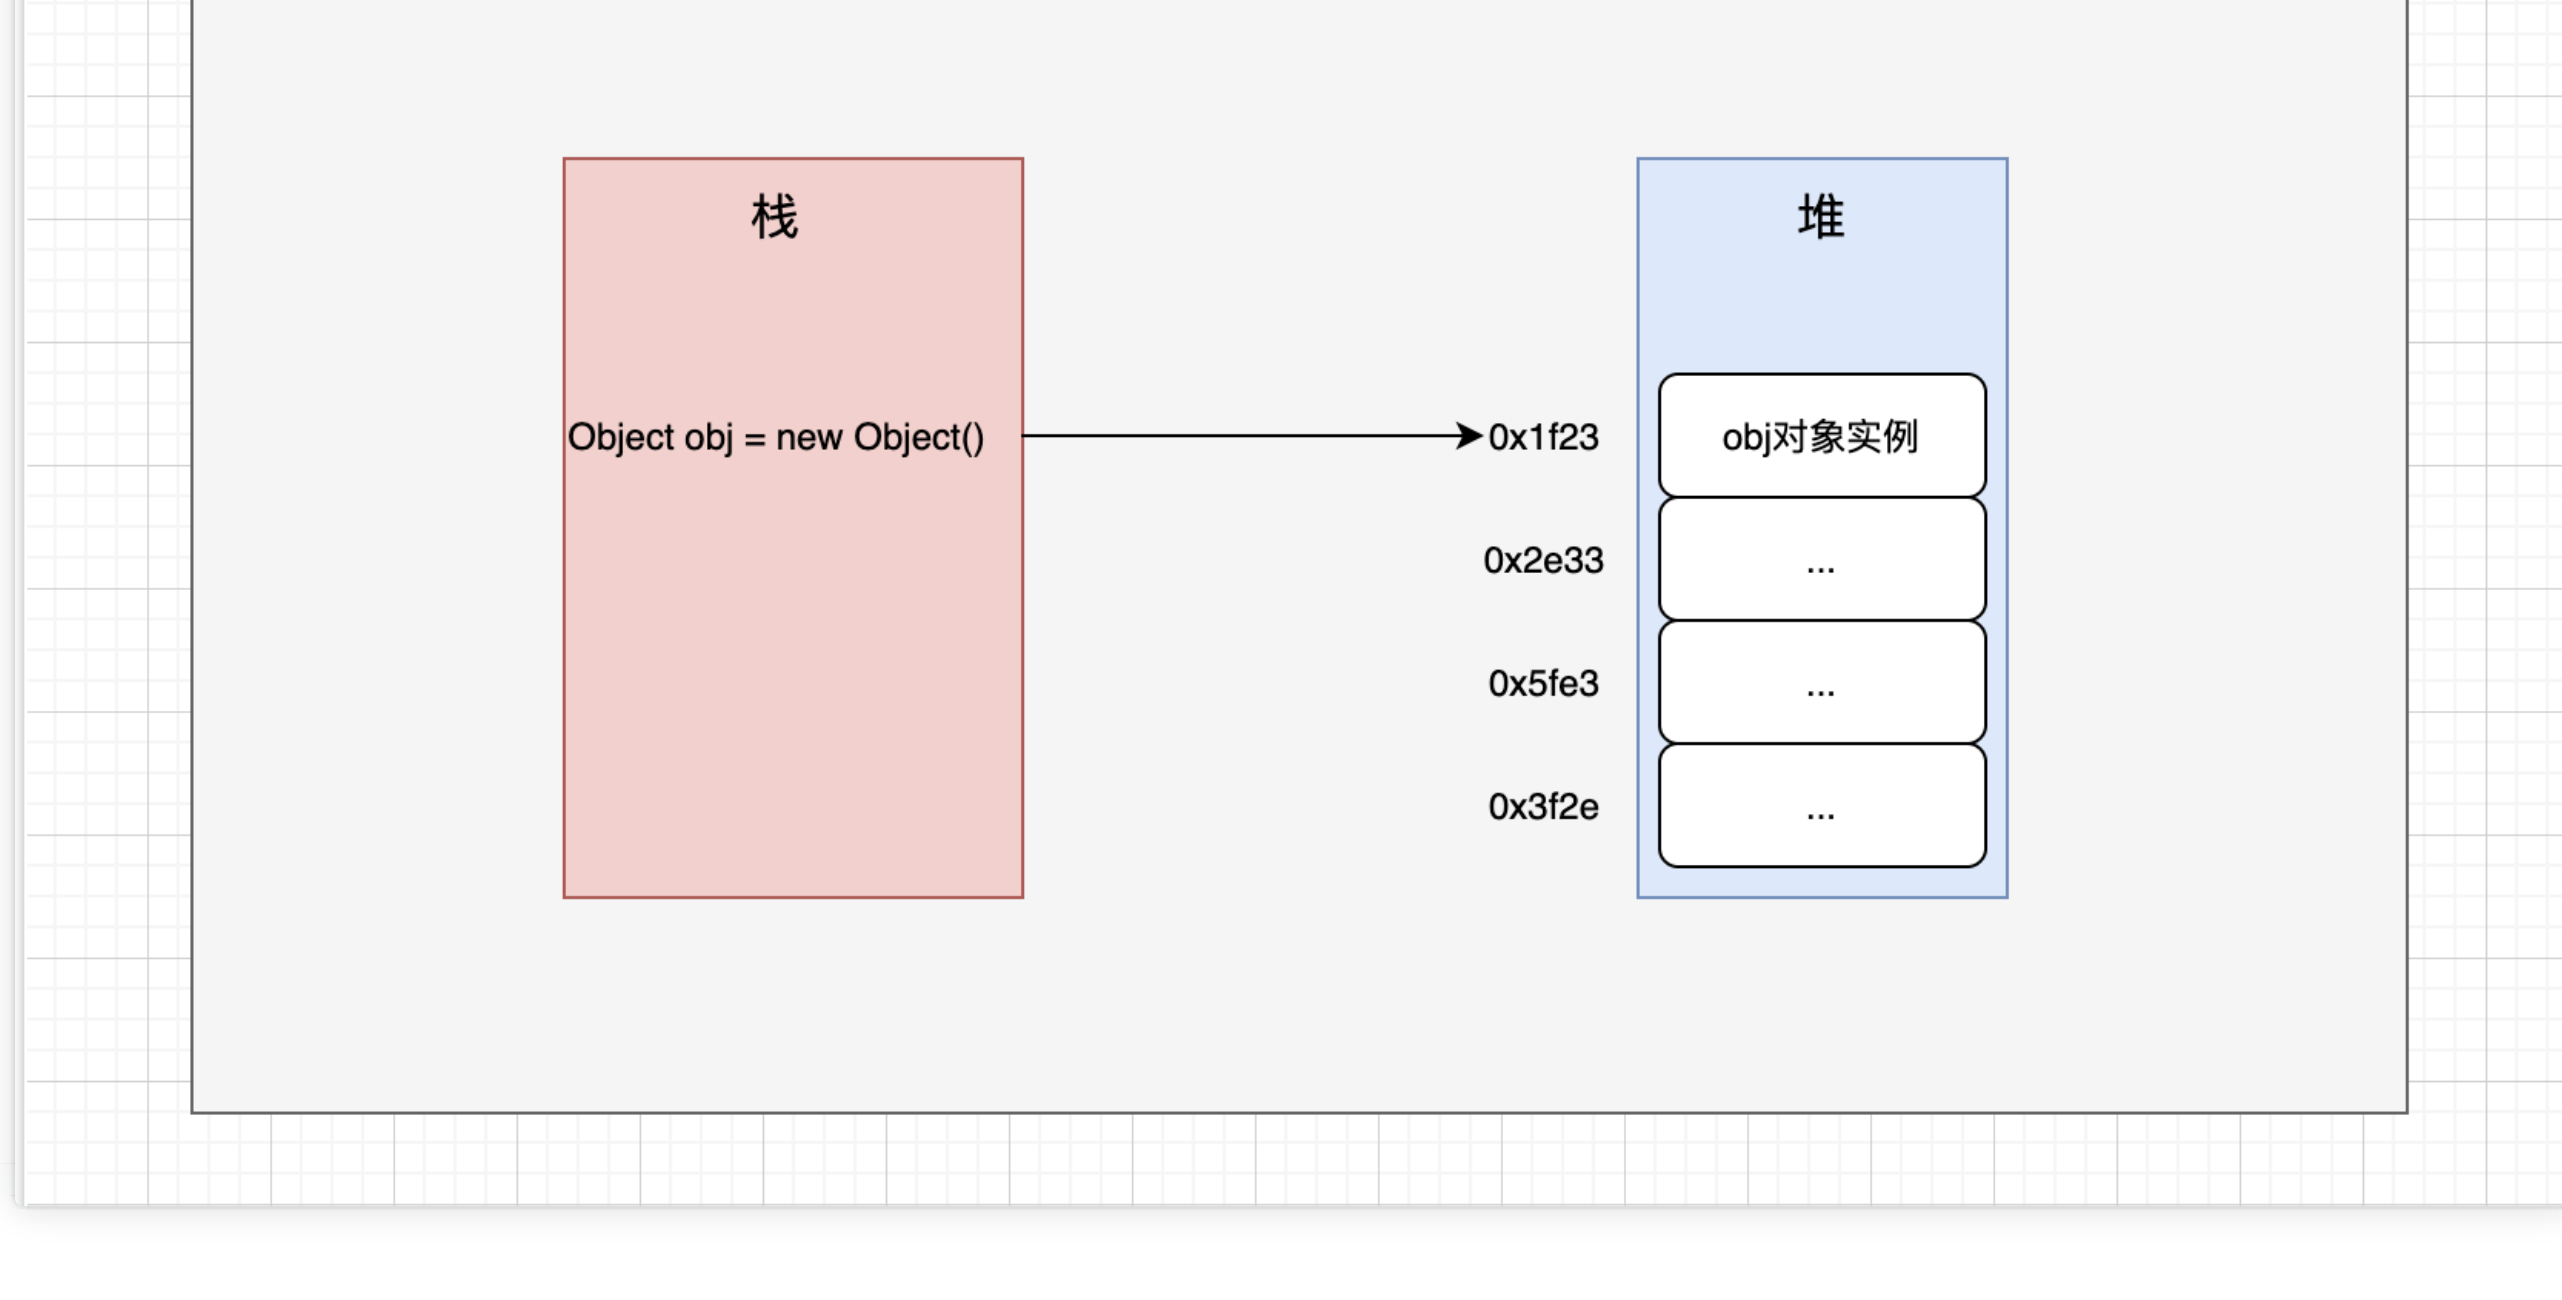 栈
堆
Object obj = new Object()
0x1f23
obj对象实例
0x2e33
...
0x5fe3
...
0x3f2e
...